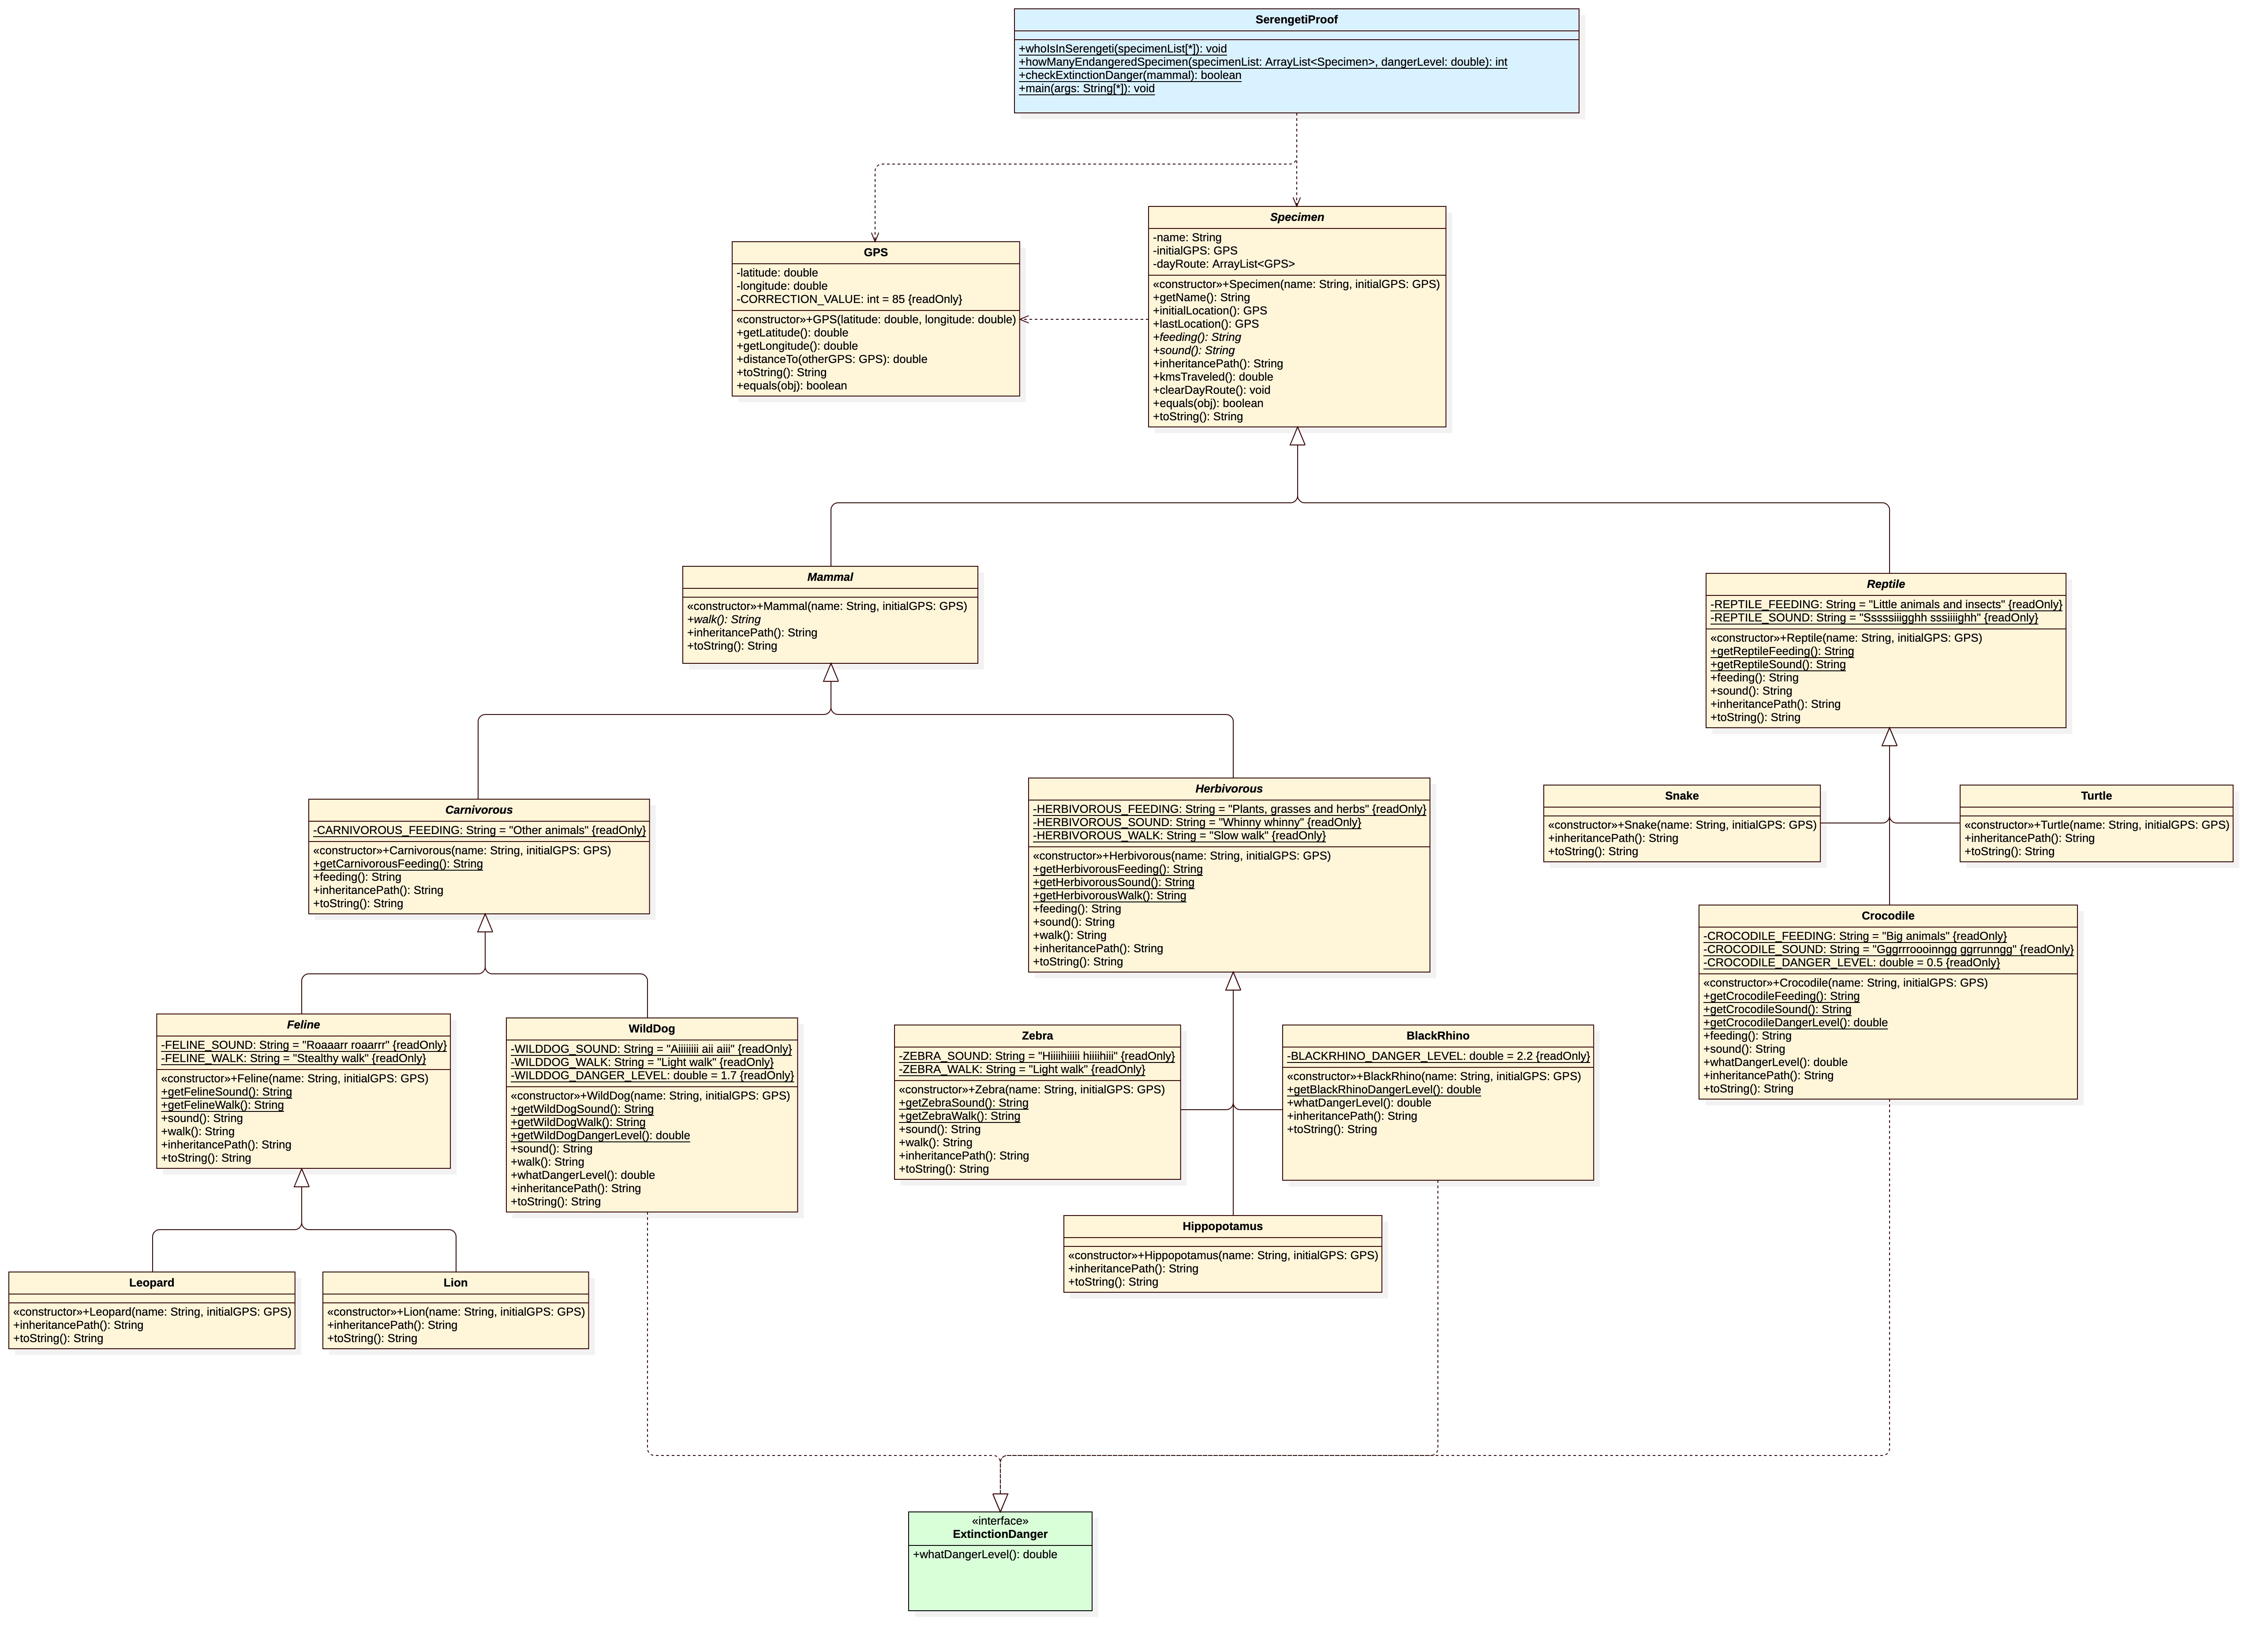 SerengetiProof
+whoIsInSerengeti(specimenList[*]): void
+howManyEndangeredSpecimen(specimenList: ArrayList<Specimen>, dangerLevel: double): int
+checkExtinctionDanger(mammal): boolean
+main(args: String[*]): void
Specimen
-name: String
-initialGPS: GPS
-dayRoute: ArrayList<GPS>
«constructor»+Specimen(name: String, initialGPS: GPS)
+getName(): String
+initialLocation(): GPS
+lastLocation(): GPS
+feeding(): String
+sound(): String
+inheritancePath(): String
+kmsTraveled(): double
+clearDayRoute(): void
+equals(obj): boolean
+toString(): String
GPS
-latitude: double
-longitude: double
-CORRECTION_VALUE: int = 85 {readOnly}
«constructor»+GPS(latitude: double, longitude: double)
+getLatitude(): double
+getLongitude(): double
+distanceTo(otherGPS: GPS): double
+toString(): String
+equals(obj): boolean
Mammal
«constructor»+Mammal(name: String, initialGPS: GPS)
+walk(): String
+inheritancePath(): String
+toString(): String
Reptile
-REPTILE_FEEDING: String = "Little animals and insects" {readOnly}
-REPTILE_SOUND: String = "Sssssiiigghh sssiiiighh" {readOnly}
«constructor»+Reptile(name: String, initialGPS: GPS)
+getReptileFeeding(): String
+getReptileSound(): String
+feeding(): String
+sound(): String
+inheritancePath(): String
+toString(): String
Carnivorous
-CARNIVOROUS_FEEDING: String = "Other animals" {readOnly}
«constructor»+Carnivorous(name: String, initialGPS: GPS)
+getCarnivorousFeeding(): String
+feeding(): String
+inheritancePath(): String
+toString(): String
Herbivorous
-HERBIVOROUS_FEEDING: String = "Plants, grasses and herbs" {readOnly}
-HERBIVOROUS_SOUND: String = "Whinny whinny" {readOnly}
-HERBIVOROUS_WALK: String = "Slow walk" {readOnly}
«constructor»+Herbivorous(name: String, initialGPS: GPS)
+getHerbivorousFeeding(): String
+getHerbivorousSound(): String
+getHerbivorousWalk(): String
+feeding(): String
+sound(): String
+walk(): String
+inheritancePath(): String
+toString(): String
Snake
«constructor»+Snake(name: String, initialGPS: GPS)
+inheritancePath(): String
+toString(): String
Turtle
«constructor»+Turtle(name: String, initialGPS: GPS)
+inheritancePath(): String
+toString(): String
Crocodile
-CROCODILE_FEEDING: String = "Big animals" {readOnly}
-CROCODILE_SOUND: String = "Gggrrroooinngg ggrrunngg" {readOnly}
-CROCODILE_DANGER_LEVEL: double = 0.5 {readOnly}
«constructor»+Crocodile(name: String, initialGPS: GPS)
+getCrocodileFeeding(): String
+getCrocodileSound(): String
+getCrocodileDangerLevel(): double
+feeding(): String
+sound(): String
+whatDangerLevel(): double
+inheritancePath(): String
+toString(): String
Feline
-FELINE_SOUND: String = "Roaaarr roaarrr" {readOnly}
-FELINE_WALK: String = "Stealthy walk" {readOnly}
«constructor»+Feline(name: String, initialGPS: GPS)
+getFelineSound(): String
+getFelineWalk(): String
+sound(): String
+walk(): String
+inheritancePath(): String
+toString(): String
WildDog
-WILDDOG_SOUND: String = "Aiiiiiiii aii aiii" {readOnly}
-WILDDOG_WALK: String = "Light walk" {readOnly}
-WILDDOG_DANGER_LEVEL: double = 1.7 {readOnly}
«constructor»+WildDog(name: String, initialGPS: GPS)
+getWildDogSound(): String
+getWildDogWalk(): String
+getWildDogDangerLevel(): double
+sound(): String
+walk(): String
+whatDangerLevel(): double
+inheritancePath(): String
+toString(): String
Zebra
-ZEBRA_SOUND: String = "Hiiiihiiiii hiiiihiii" {readOnly}
-ZEBRA_WALK: String = "Light walk" {readOnly}
«constructor»+Zebra(name: String, initialGPS: GPS)
+getZebraSound(): String
+getZebraWalk(): String
+sound(): String
+walk(): String
+inheritancePath(): String
+toString(): String
BlackRhino
-BLACKRHINO_DANGER_LEVEL: double = 2.2 {readOnly}
«constructor»+BlackRhino(name: String, initialGPS: GPS)
+getBlackRhinoDangerLevel(): double
+whatDangerLevel(): double
+inheritancePath(): String
+toString(): String
Hippopotamus
«constructor»+Hippopotamus(name: String, initialGPS: GPS)
+inheritancePath(): String
+toString(): String
Leopard
«constructor»+Leopard(name: String, initialGPS: GPS)
+inheritancePath(): String
+toString(): String
Lion
«constructor»+Lion(name: String, initialGPS: GPS)
+inheritancePath(): String
+toString(): String
«interface»
ExtinctionDanger
+whatDangerLevel(): double